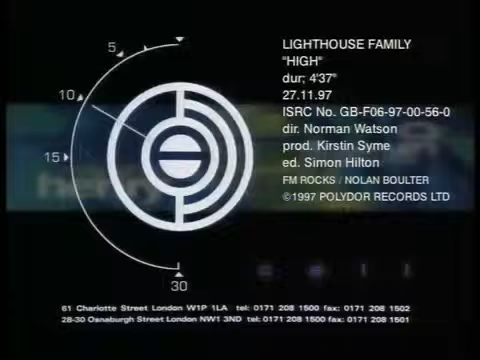 LIGHTHOUSE FAMILY
"HIGH"
dur; 4'37"
27.11.97
ISRC No. GB-F06-97-00-56-0
dir. Norman Watson
prod. Kirstin Syme
ed. Simon Hilton
FM ROCKS / NOLAN BOULTER
©1997 POLYDOR RECORDS LTD
5
10
15
30
henry
61 Charlotte Street London W1P 1LA tel: 0171 208 1500 fax: 0171 208 1502
28-30 Osnaburgh Street London NW1 3ND tel: 0171 208 1500 fax: 0171 208 1501